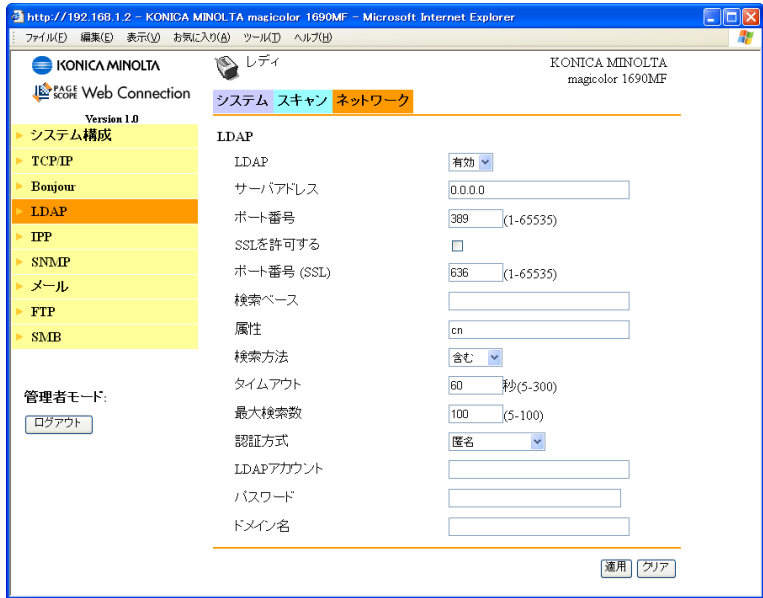 http://192.168.1.2 - KONICA MINOLTA magicolor 1690MF - Microsoft Internet Explorer
ファイル(F) 編集(E) 表示(V) お気に入り(A) ツール(T) ヘルプ(H)
KONICA MINOLTA
PAGE SCOPE Web Connection
Version 1.0
レディ
KONICA MINOLTA
magicolor 1690MF
システム スキャン ネットワーク
システム構成
TCP/IP
Bonjour
LDAP
IPP
SNMP
メール
FTP
SMB
管理者モード:
ログアウト
LDAP
LDAP 有効
サーバアドレス 0.0.0.0
ポート番号 389 (1-65535)
SSLを許可する
ポート番号 (SSL) 636 (1-65535)
検索ベース
属性 cn
検索方法 含む
タイムアウト 60 秒(5-300)
最大検索数 100 (5-100)
認証方式 匿名
LDAPアカウント
パスワード
ドメイン名
適用 クリア